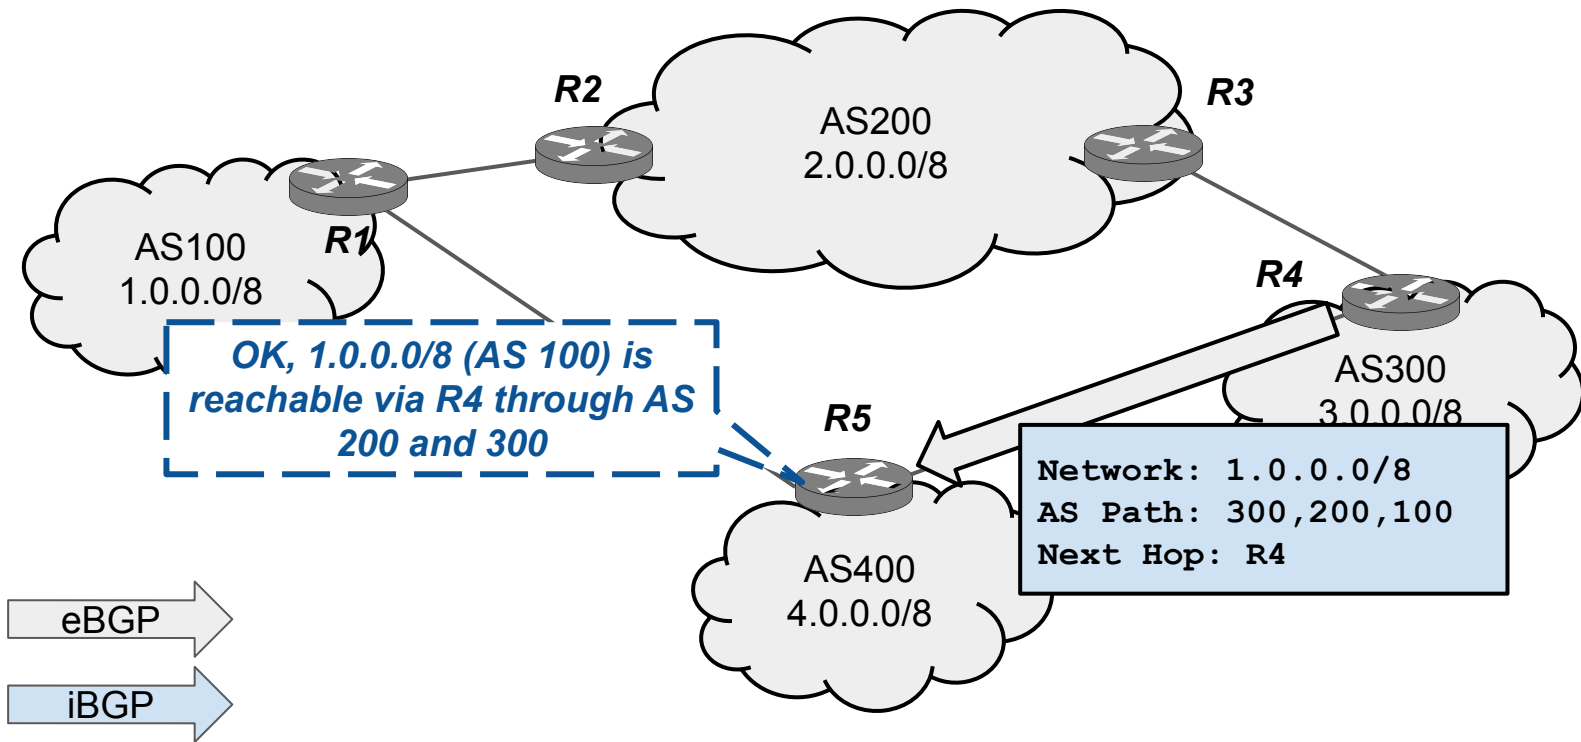 R2
R3
AS200
2.0.0.0/8
R1
AS100
1.0.0.0/8
R4
OK, 1.0.0.0/8 (AS 100) is
reachable via R4 through AS
200 and 300
AS300
3.0.0.0/8
R5
Network: 1.0.0.0/8
AS Path: 300,200,100
Next Hop: R4
AS400
4.0.0.0/8
eBGP
iBGP